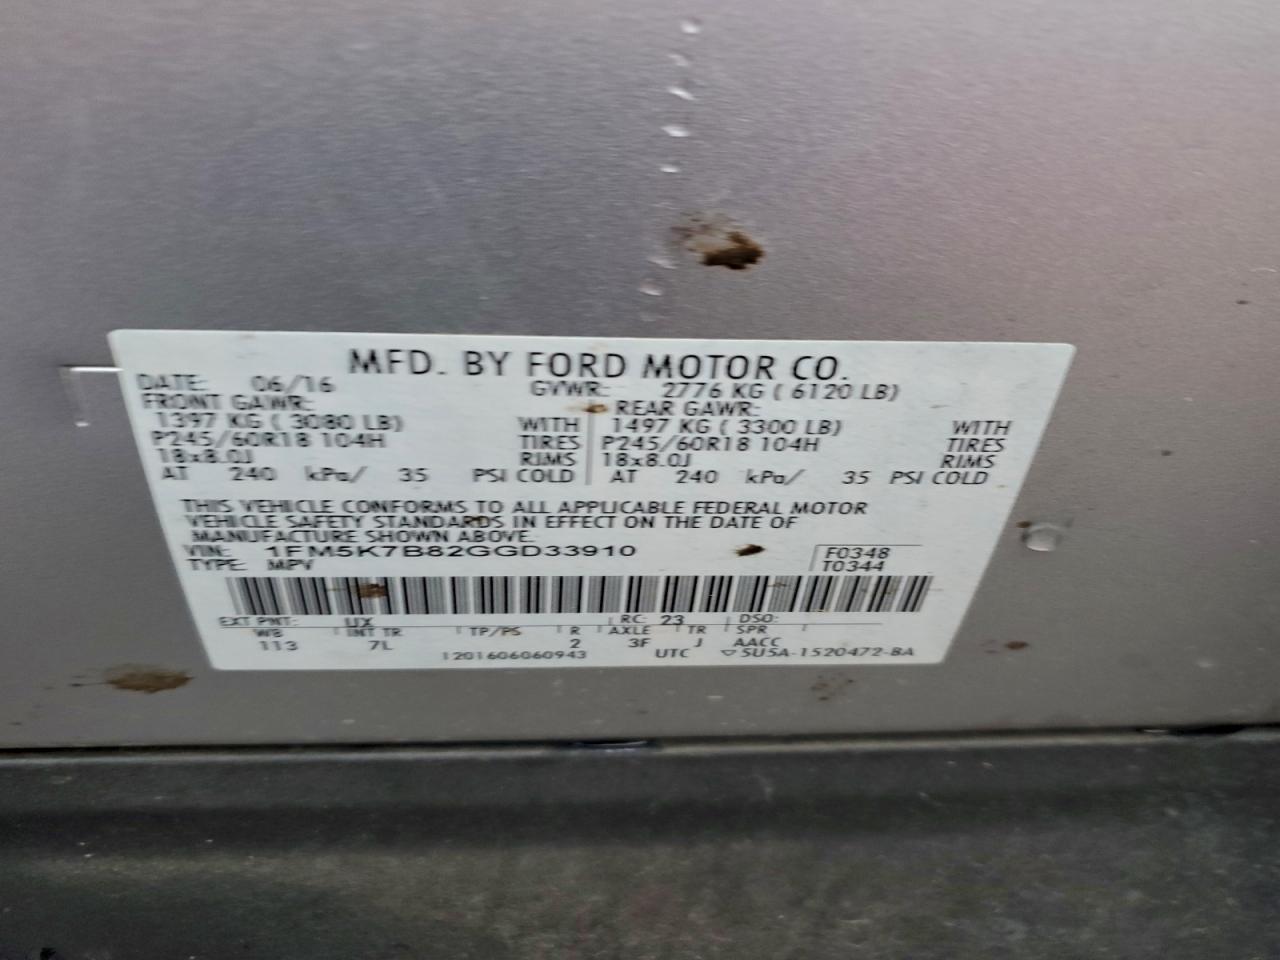 MFD. BY FORD MOTOR CO.
DATE: 06/16 GVWR: 2776 KG ( 6120 LB)
FRONT GAWR: REAR GAWR:
1397 KG ( 3080 LB) WITH 1497 KG ( 3300 LB) WITH
P245/60R18 104H TIRES P245/60R18 104H TIRES
18x8.0J RIMS 18x8.0J RIMS
AT 240 kPa/ 35 PSI COLD AT 240 kPa/ 35 PSI COLD
THIS VEHICLE CONFORMS TO ALL APPLICABLE FEDERAL MOTOR
VEHICLE SAFETY STANDARDS IN EFFECT ON THE DATE OF
MANUFACTURE SHOWN ABOVE.
VIN: 1FM5K7B82GGD33910 F0348
TYPE: MPV T0344
EXT PNT: UX RC: 23 DSO:
WB INT TR TP/PS R AXLE TR SPR
113 7L 2 3F J AACC
1201606060943 UTC ▽5U5A-1520472-BA